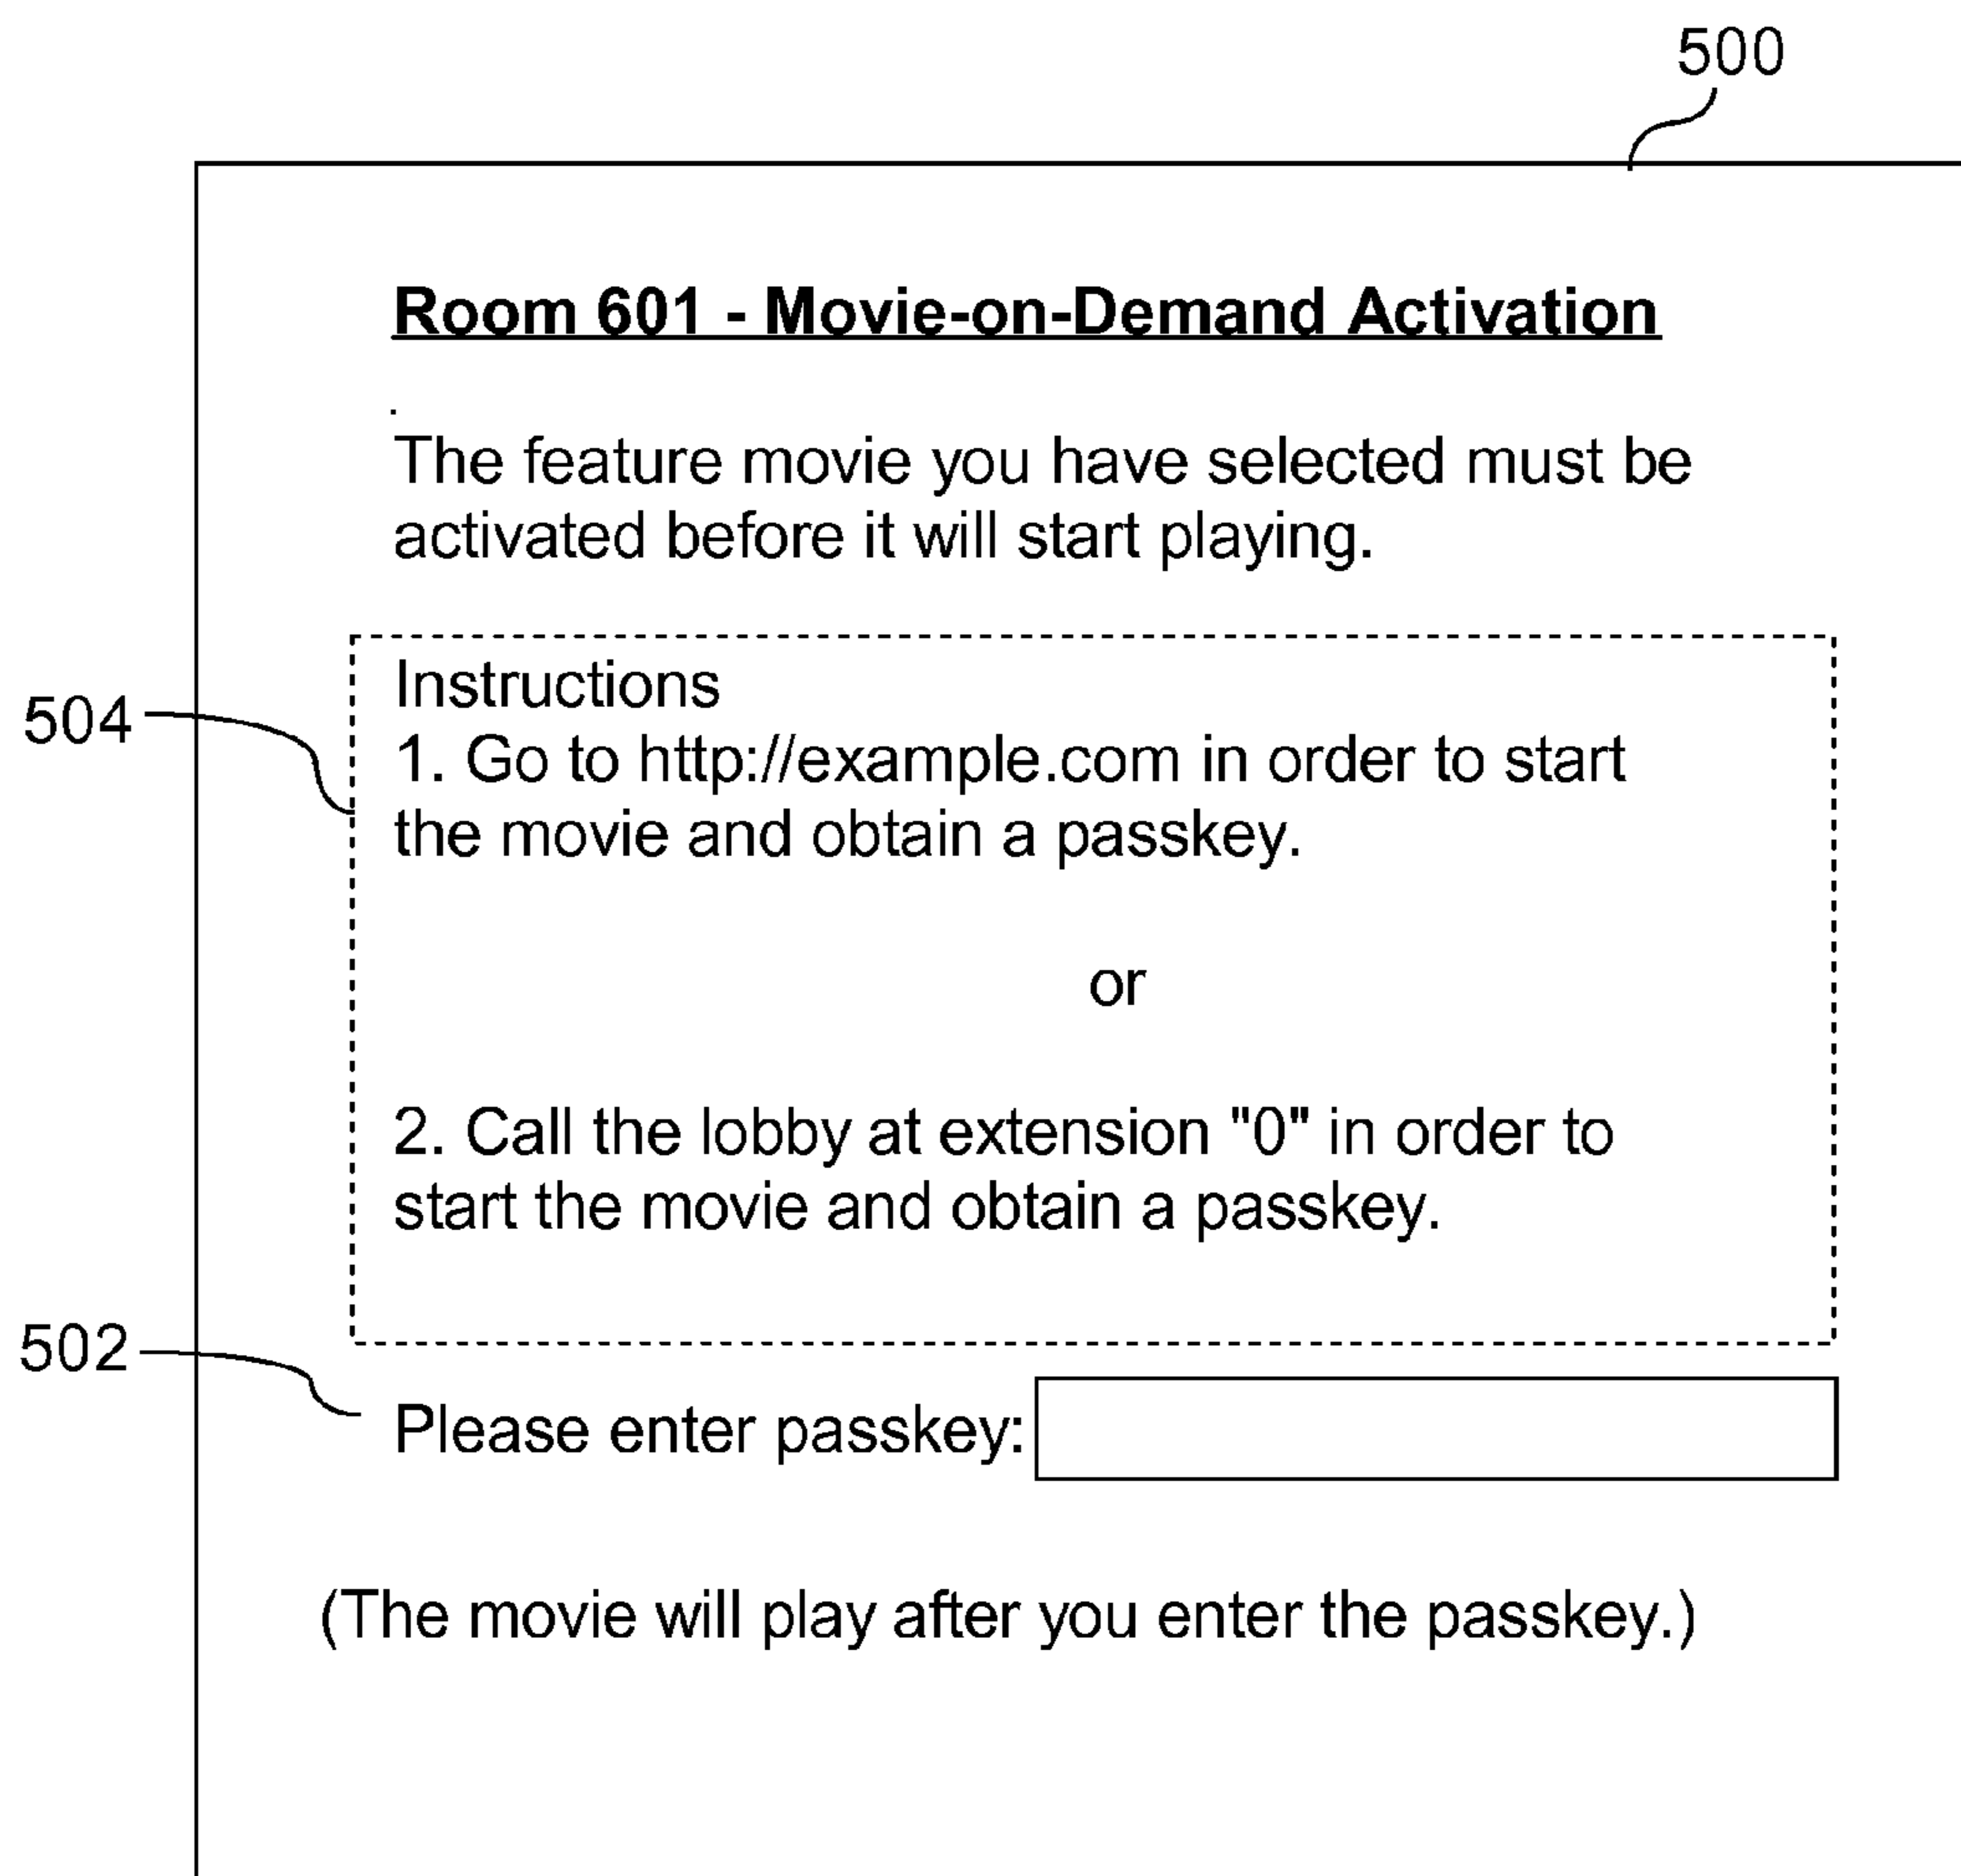 500
Room 601 - Movie-on-Demand Activation
.
The feature movie you have selected must be
activated before it will start playing.
504
Instructions
1. Go to http://example.com in order to start
the movie and obtain a passkey.
or
2. Call the lobby at extension "0" in order to
start the movie and obtain a passkey.
502
Please enter passkey:
(The movie will play after you enter the passkey.)